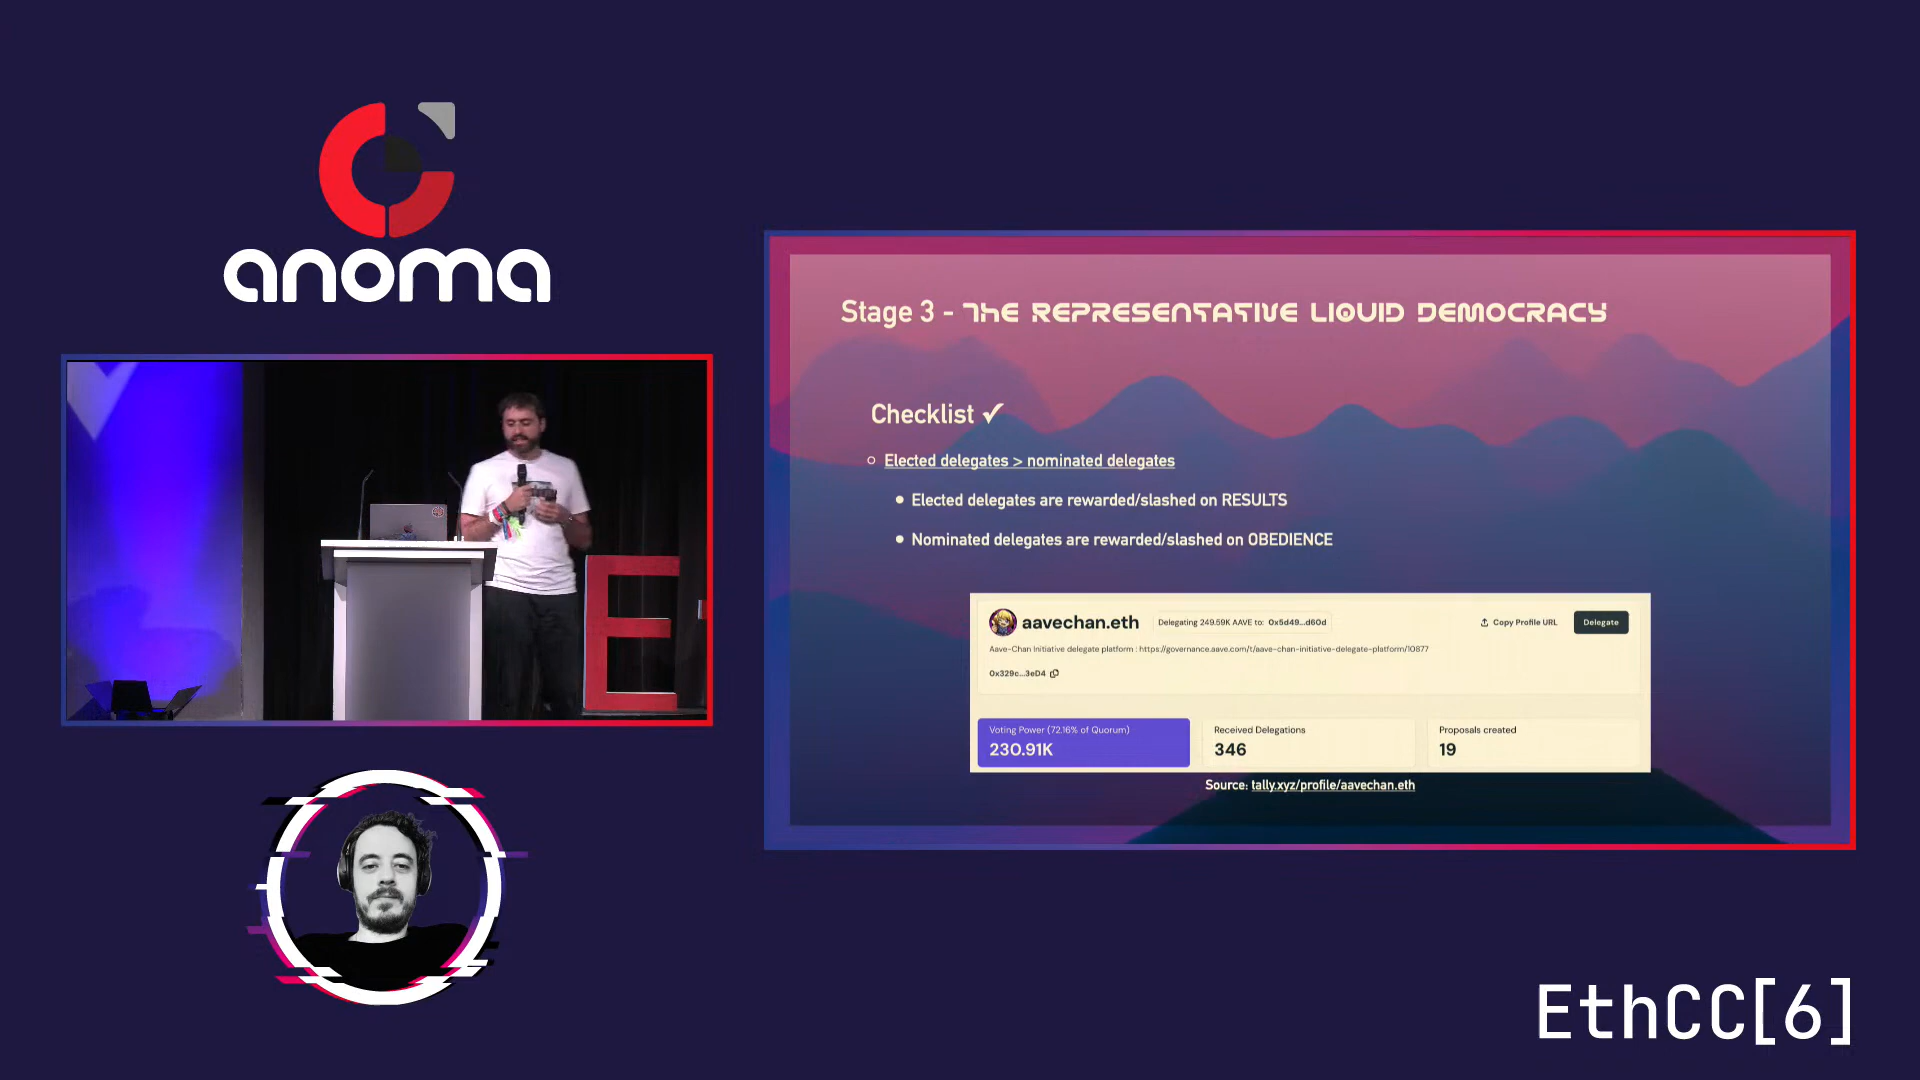 anoma
Stage 3 - THE REPRESENTATIVE LIQUID DEMOCRACY
Checklist ✓
Elected delegates > nominated delegates
Elected delegates are rewarded/slashed on RESULTS
Nominated delegates are rewarded/slashed on OBEDIENCE
aavechan.eth
Delegating 249.59K AAVE to: 0x5d49...d60d
Copy Profile URL
Delegate
Aave-Chan Initiative delegate platform : https://governance.aave.com/t/aave-chan-initiative-delegate-platform/10877
0x329c...3eD4
Voting Power (72.16% of Quorum)
230.91K
Received Delegations
346
Proposals created
19
Source: tally.xyz/profile/aavechan.eth
E
EthCC[6]